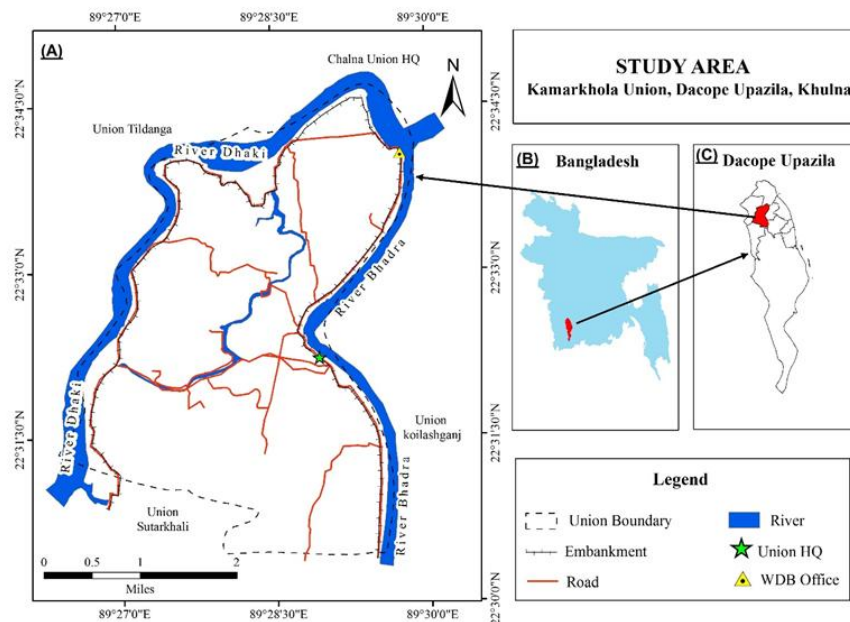 89°27'0"E
89°28'30"E
89°30'0"E
(A)
Chalna Union HQ
N
22°34'30"N
22°34'30"N
Union Tildanga
River Dhaki
22°33'0"N
22°33'0"N
River Bhadra
River Dhaki
Union
koilashganj
22°31'30"N
22°31'30"N
Union
Sutarkhali
River Bhadra
0
0.5
1
2
Miles
22°30'0"N
89°27'0"E
89°28'30"E
89°30'0"E
STUDY AREA
Kamarkhola Union, Dacope Upazila, Khulna
(B)
Bangladesh
(C)
Dacope Upazila
Legend
Union Boundary
River
Embankment
Union HQ
Road
WDB Office